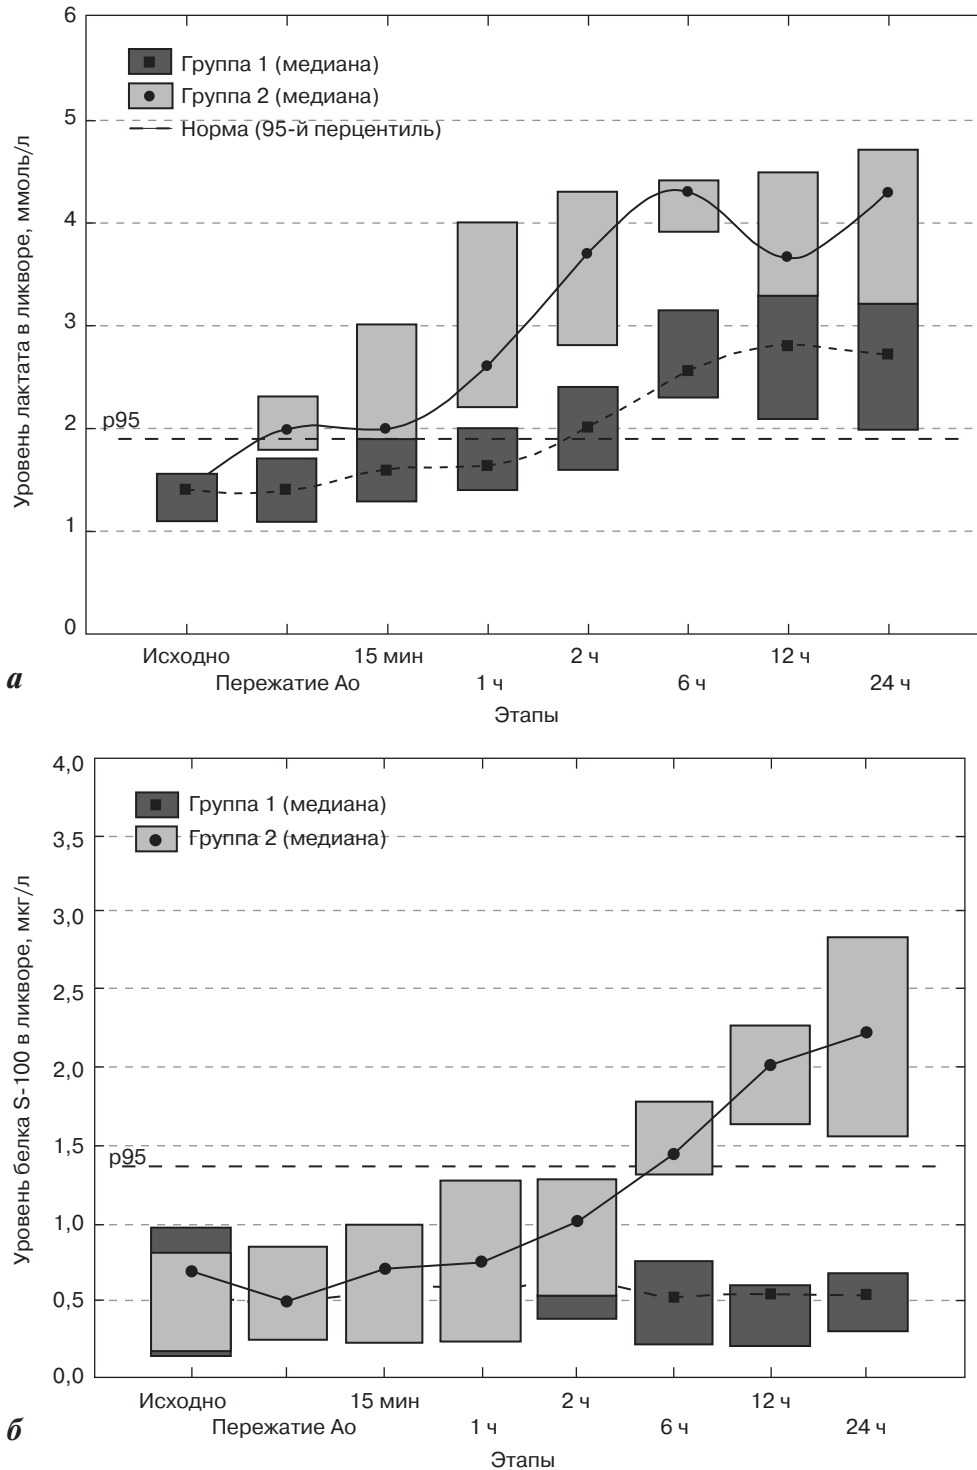 6
5
4
3
2
1
0
Уровень лактата в ликворе, ммоль/л
Группа 1 (медиана)
Группа 2 (медиана)
Норма (95-й перцентиль)
p95
Исходно
Пережатие Ао
15 мин
1 ч
2 ч
6 ч
12 ч
24 ч
Этапы
а
4,0
3,5
3,0
2,5
2,0
1,5
1,0
0,5
0,0
Уровень белка S-100 в ликворе, мкг/л
Группа 1 (медиана)
Группа 2 (медиана)
p95
Исходно
Пережатие Ао
15 мин
1 ч
2 ч
6 ч
12 ч
24 ч
Этапы
б